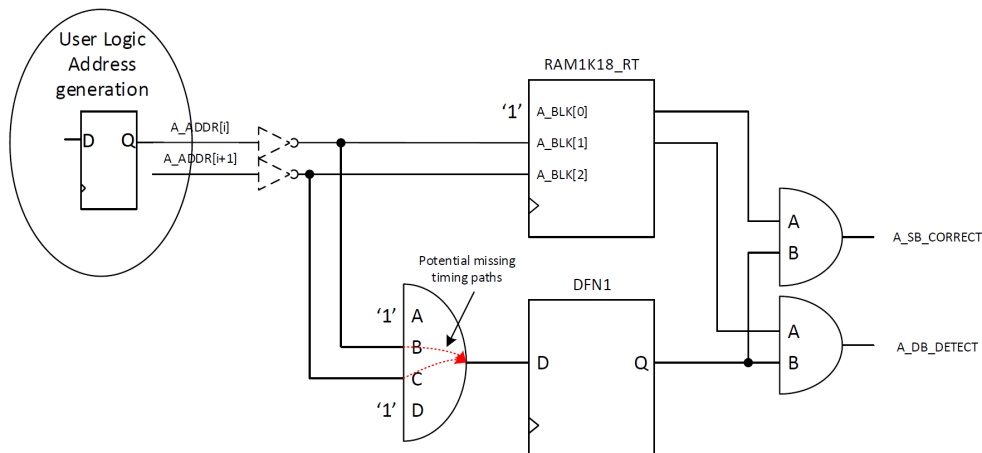 User Logic
Address
generation
D
Q
A_ADDR[i]
A_ADDR[i+1]
RAM1K18_RT
'1'
A_BLK[0]
A_BLK[1]
A_BLK[2]
Potential missing
timing paths
'1'
A
B
C
'1'
D
DFN1
D
Q
A
B
A_SB_CORRECT
A
B
A_DB_DETECT